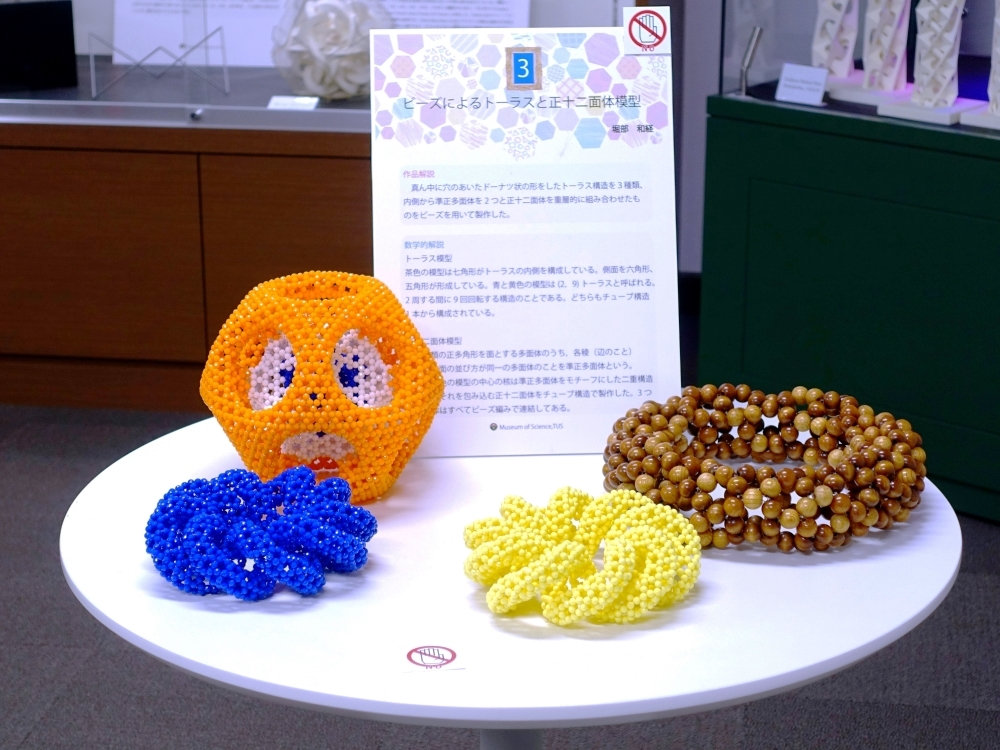 3
ビーズによるトーラスと正十二面体模型
堀部 和経
作品解説
真ん中に穴のあいたドーナツ状の形をしたトーラス構造を3種類、
内側から準正多面体を2つと正十二面体を重層的に組み合わせたも
のをビーズを用いて製作した。
数学的解説
トーラス模型
茶色の模型は七角形がトーラスの内側を構成している。側面を六角形、
五角形が形成している。青と黄色の模型は (2, 9) トーラスと呼ばれる。
2周する間に9回回転する構造のことである。どちらもチューブ構造
1本から構成されている。
二面体模型
類の正多角形を面とする多面体のうち、各種（辺のこと）
面の並び方が同一の多面体のことを準正多面体という。
の模型の中心の核は準正多面体をモチーフにした二重構造
それを包み込む正十二面体をチューブ構造で製作した。3つ
はすべてビーズ編みで連結してある。
Museum of Science,TUS